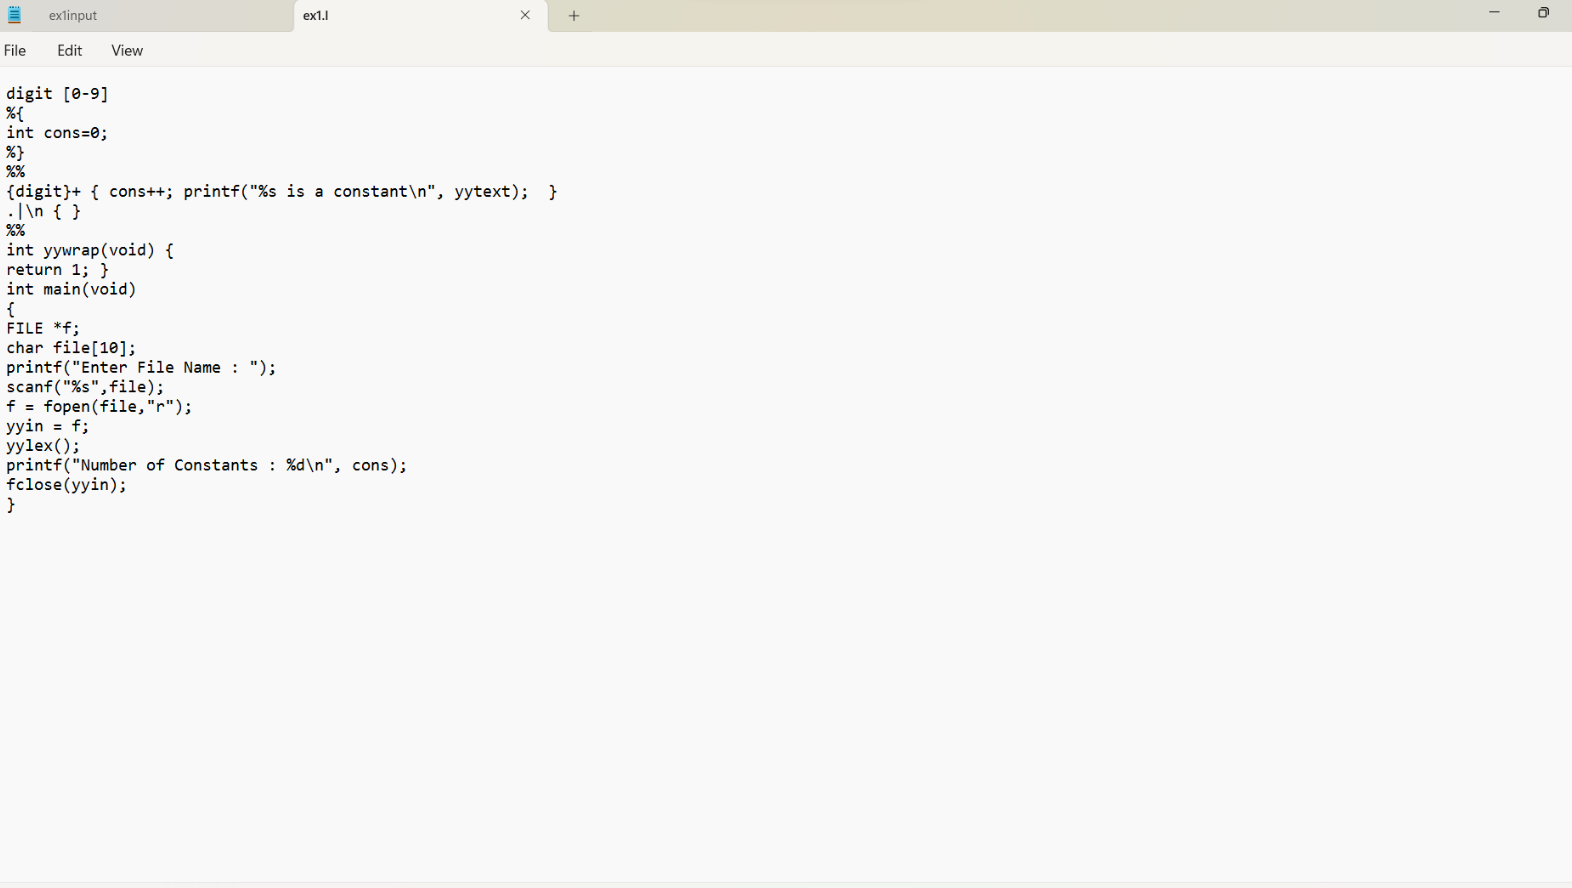 ex1input
ex1.l
File Edit View
digit [0-9]
%{
int cons=0;
%}
%%
{digit}+ { cons++; printf("%s is a constant\n", yytext);  }
.|\n { }
%%
int yywrap(void) {
return 1; }
int main(void)
{
FILE *f;
char file[10];
printf("Enter File Name : ");
scanf("%s",file);
f = fopen(file,"r");
yyin = f;
yylex();
printf("Number of Constants : %d\n", cons);
fclose(yyin);
}